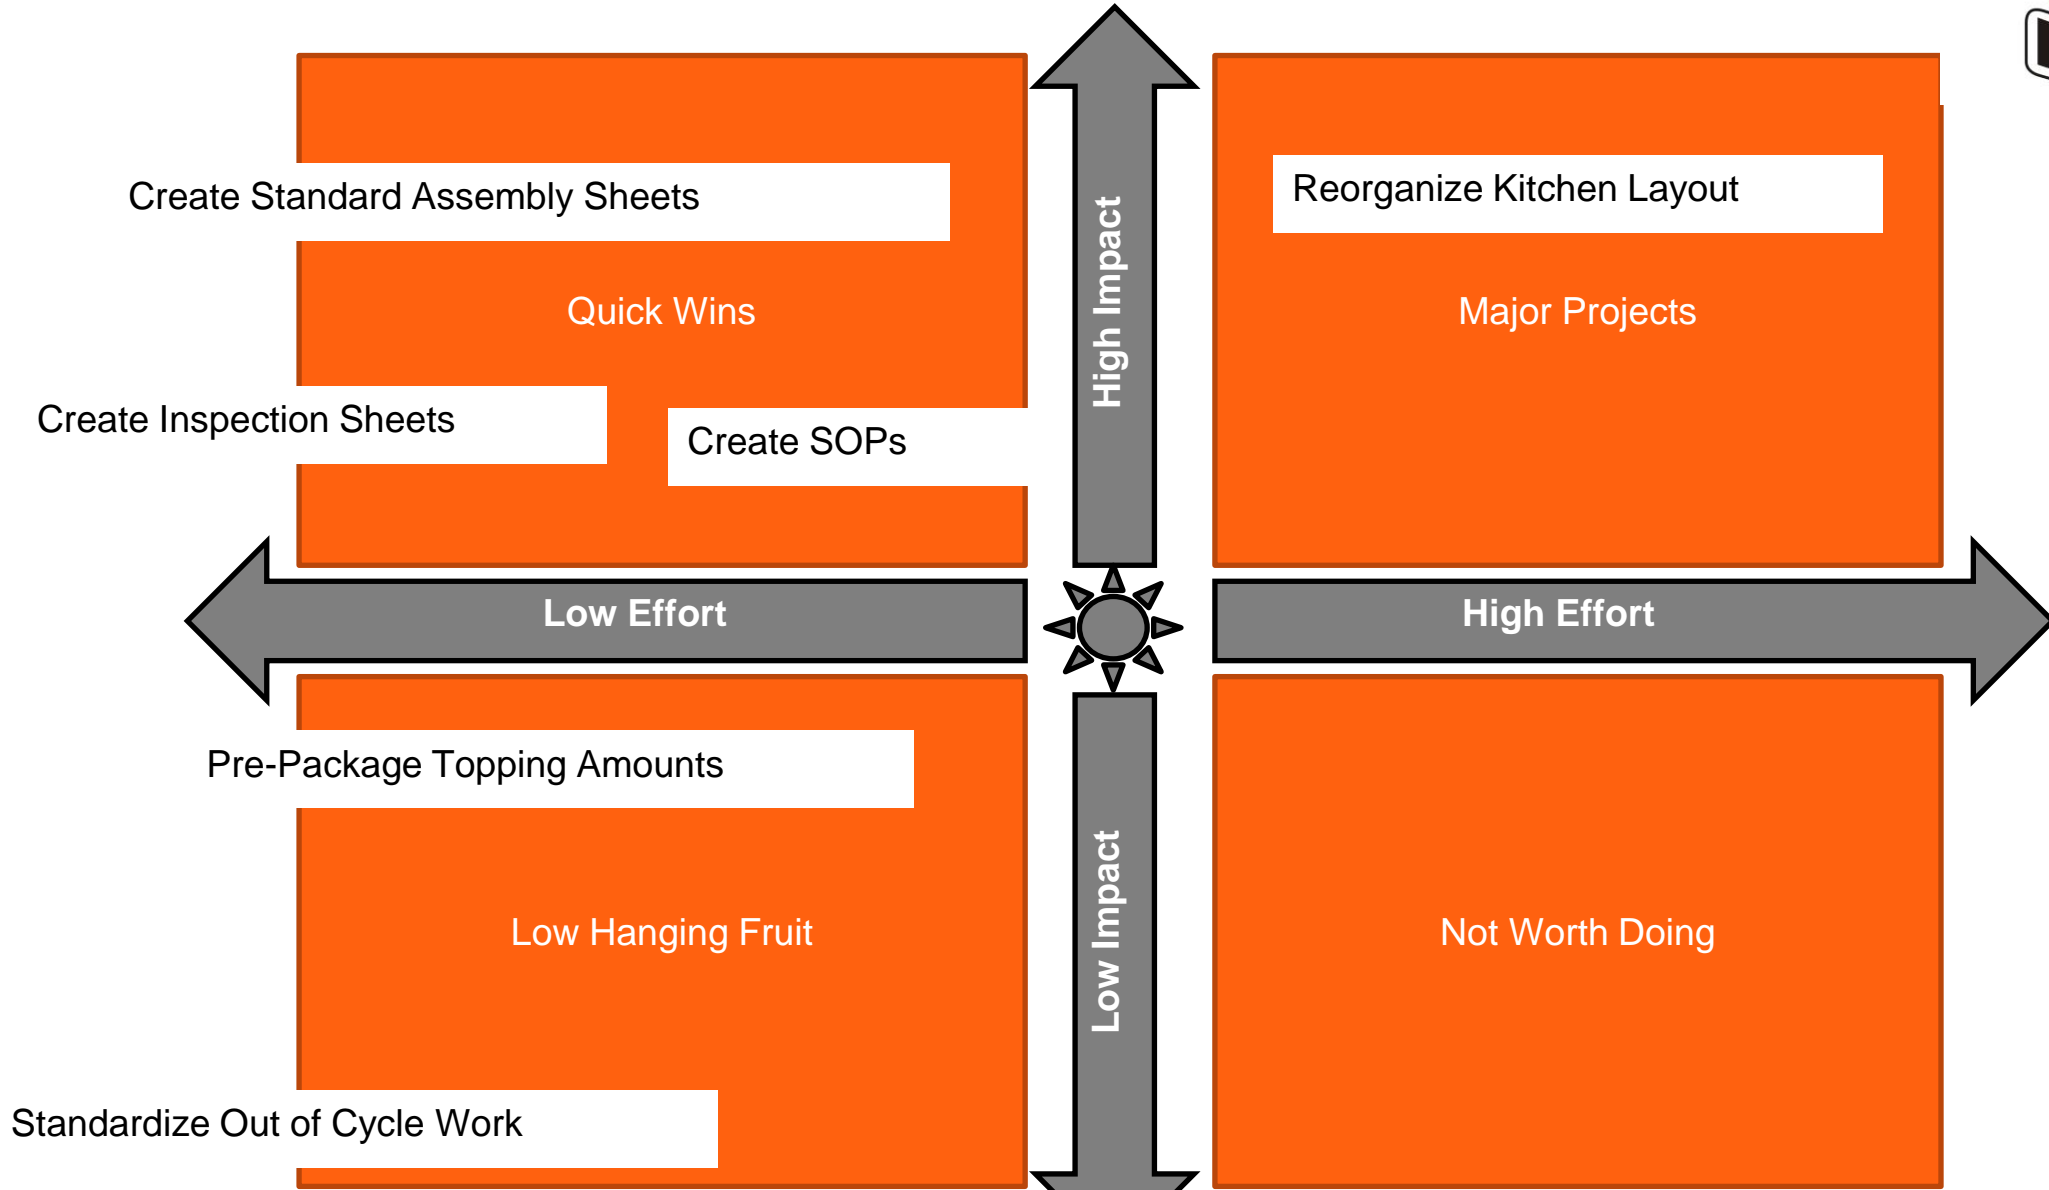 Create Standard Assembly Sheets
Reorganize Kitchen Layout
Quick Wins
High Impact
Major Projects
Create Inspection Sheets
Create SOPs
Low Effort
High Effort
Pre-Package Topping Amounts
Low Hanging Fruit
Low Impact
Not Worth Doing
Standardize Out of Cycle Work